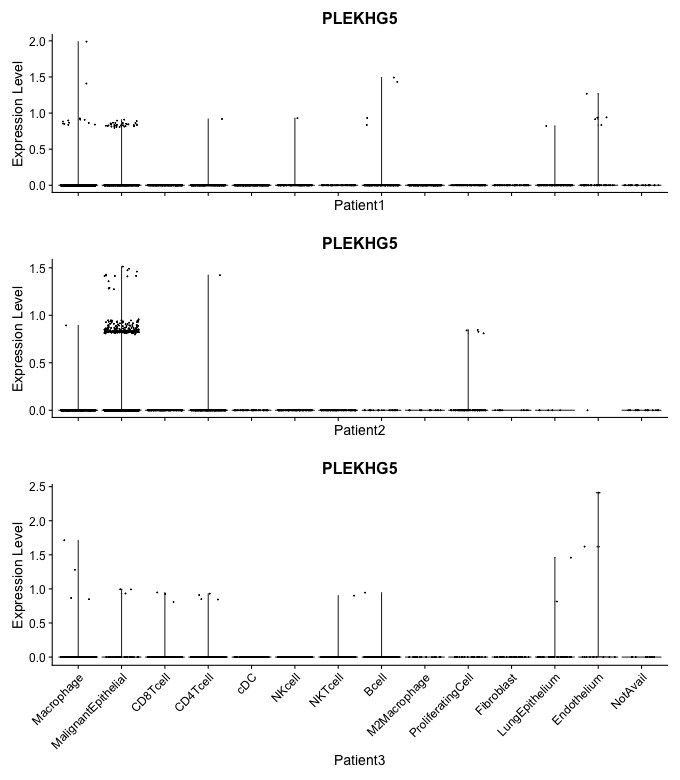 PLEKHG5
Expression Level
2.0
1.5
1.0
0.5
0.0
Patient1
PLEKHG5
Expression Level
1.5
1.0
0.5
0.0
Patient2
PLEKHG5
Expression Level
2.5
2.0
1.5
1.0
0.5
0.0
Macrophage
MalignantEpithelial
CD8Tcell
CD4Tcell
cDC
NKcell
NKTcell
Bcell
M2Macrophage
ProliferatingCell
Fibroblast
LungEpithelium
Endothelium
NotAvail
Patient3